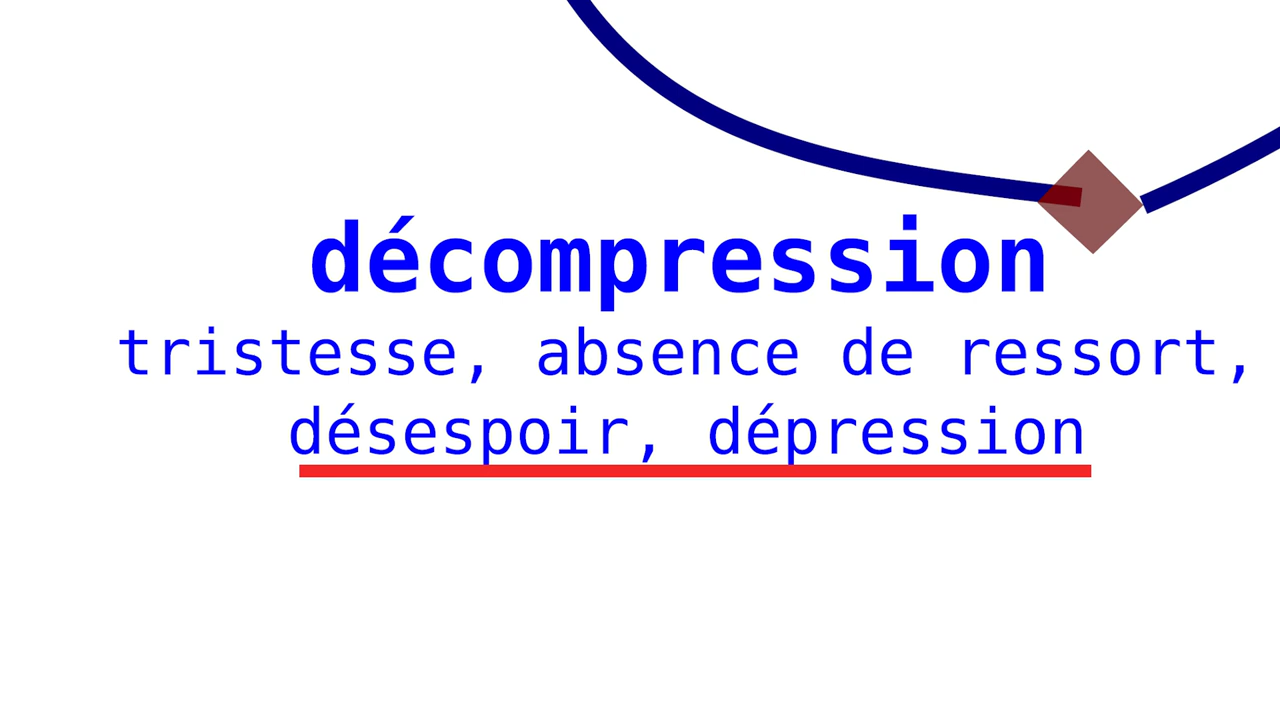 décompression
tristesse, absence de ressort,
désespoir, dépression